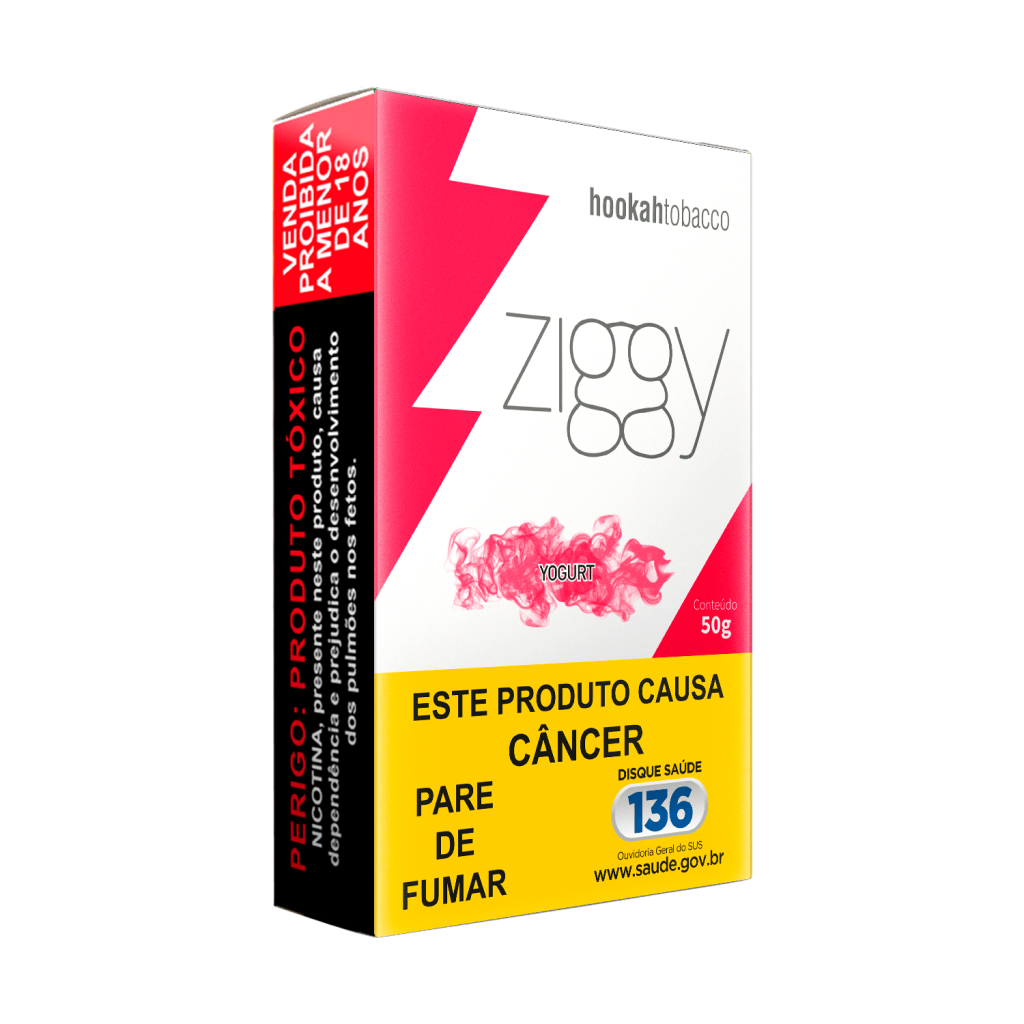 VENDA
PROIBIDA
A MENOR
DE 18
ANOS
PERIGO: PRODUTO TÓXICO
NICOTINA, presente neste produto, causa
dependência e prejudica o desenvolvimento
dos pulmões nos fetos.
hookahtobacco
ziggy
YOGURT
Conteúdo
50g
ESTE PRODUTO CAUSA
CÂNCER
PARE
DE
FUMAR
DISQUE SAÚDE
136
Ouvidoria Geral do SUS
www.saude.gov.br